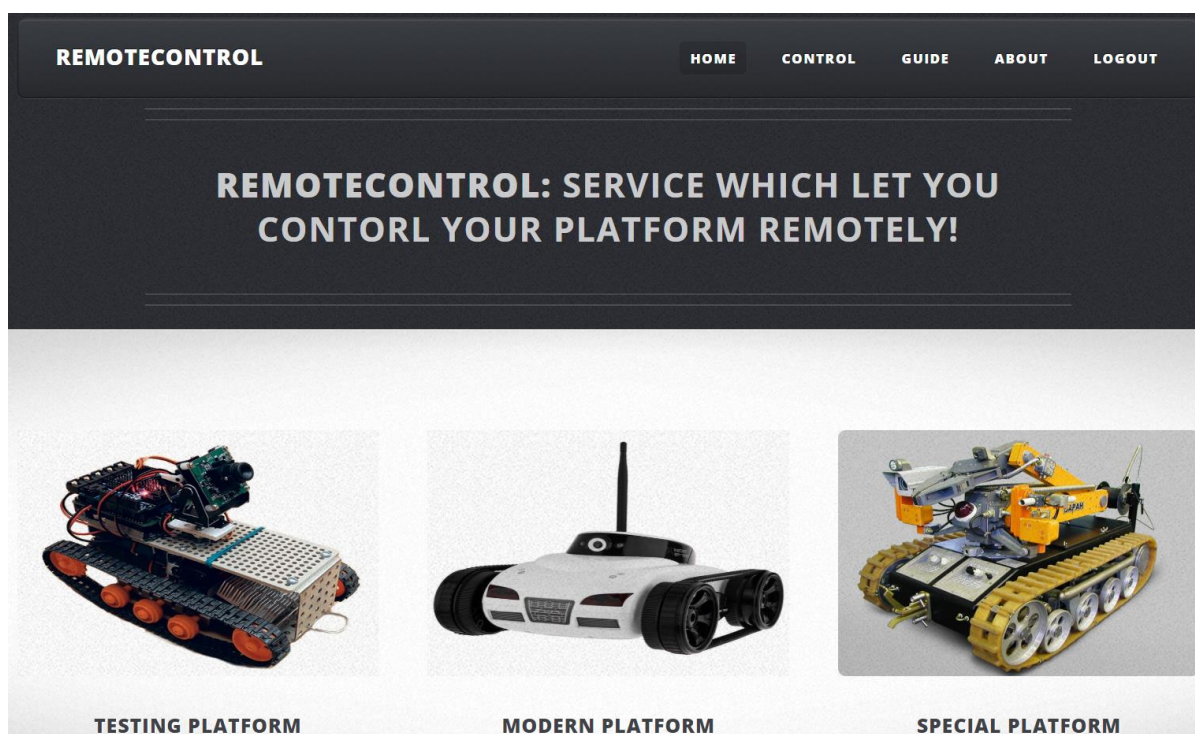 REMOTECONTROL
HOME CONTROL GUIDE ABOUT LOGOUT
REMOTECONTROL: SERVICE WHICH LET YOU
CONTORL YOUR PLATFORM REMOTELY!
TESTING PLATFORM
MODERN PLATFORM
SPECIAL PLATFORM